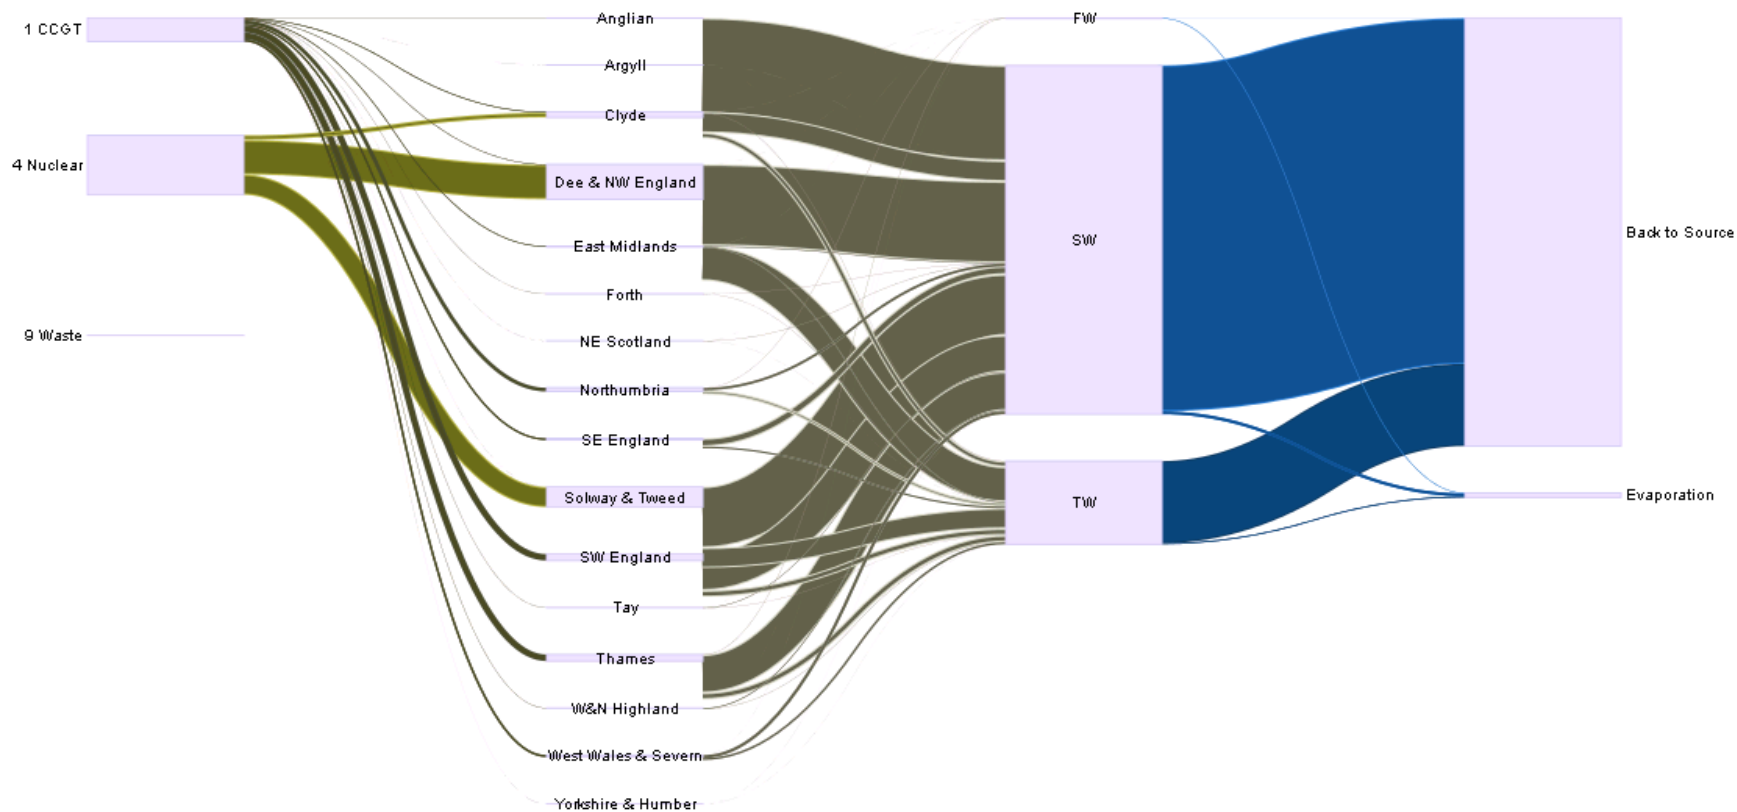 1 CCGT
4 Nuclear
9 Waste
Anglian
Argyll
Clyde
Dee & NW England
East Midlands
Forth
NE Scotland
Northumbria
SE England
Solway & Tweed
SW England
Tay
Thames
W&N Highland
West Wales & Severn
Yorkshire & Humber
FW
SW
TW
Back to Source
Evaporation